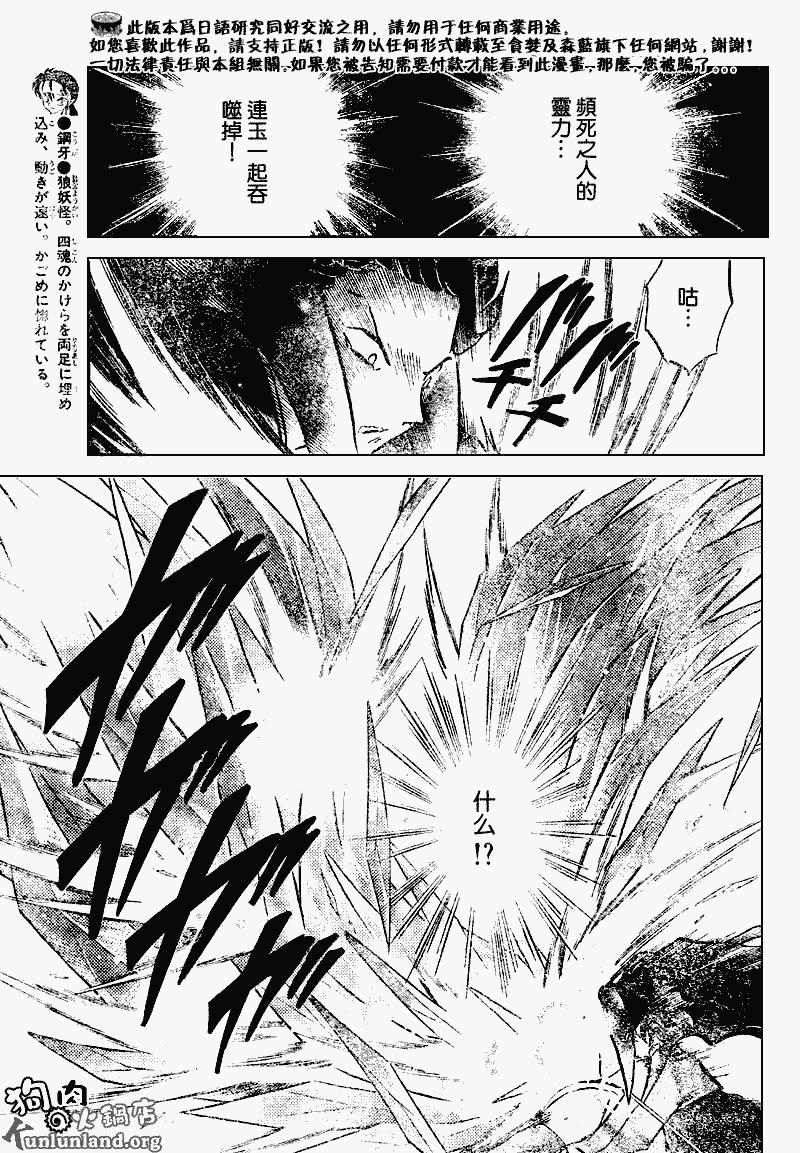 此版本爲日語研究同好交流之用，請勿用于任何商業用途。
如您喜歡此作品，請支持正版！請勿以任何形式轉載至貪婪及森藍旗下任何網站，謝謝！
一切法律責任與本組無關，如果您被告知需要付款才能看到此漫畫，那麼，您被騙了...
頻死之人的
靈力…
連玉一起吞
噬掉！
●鋼牙●狼妖怪。四魂のかけらを両足に埋め
込み、動きが速い。かごめに惚れている。
咕…
チチ
ググググ
什么!?
狗肉
火鍋店
Kunlunland.org